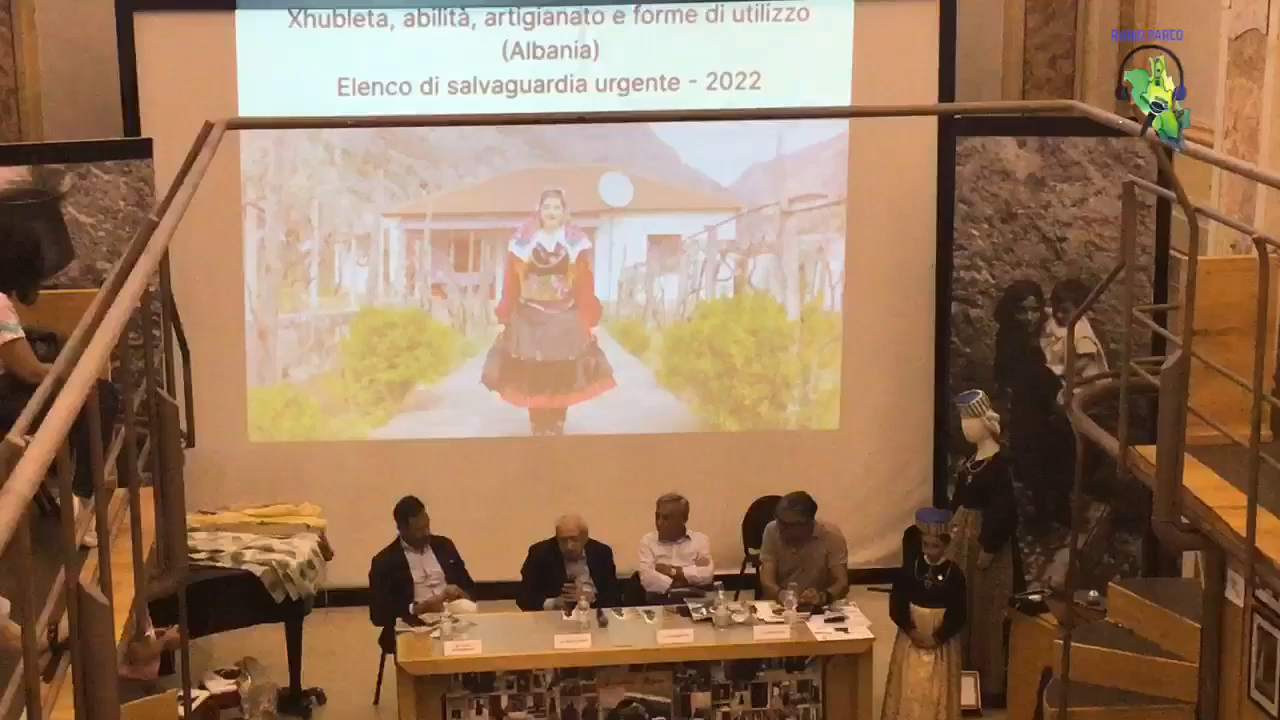 Xhubleta, abilità, artigianato e forme di utilizzo
(Albania)
Elenco di salvaguardia urgente - 2022
RADIO PARCO